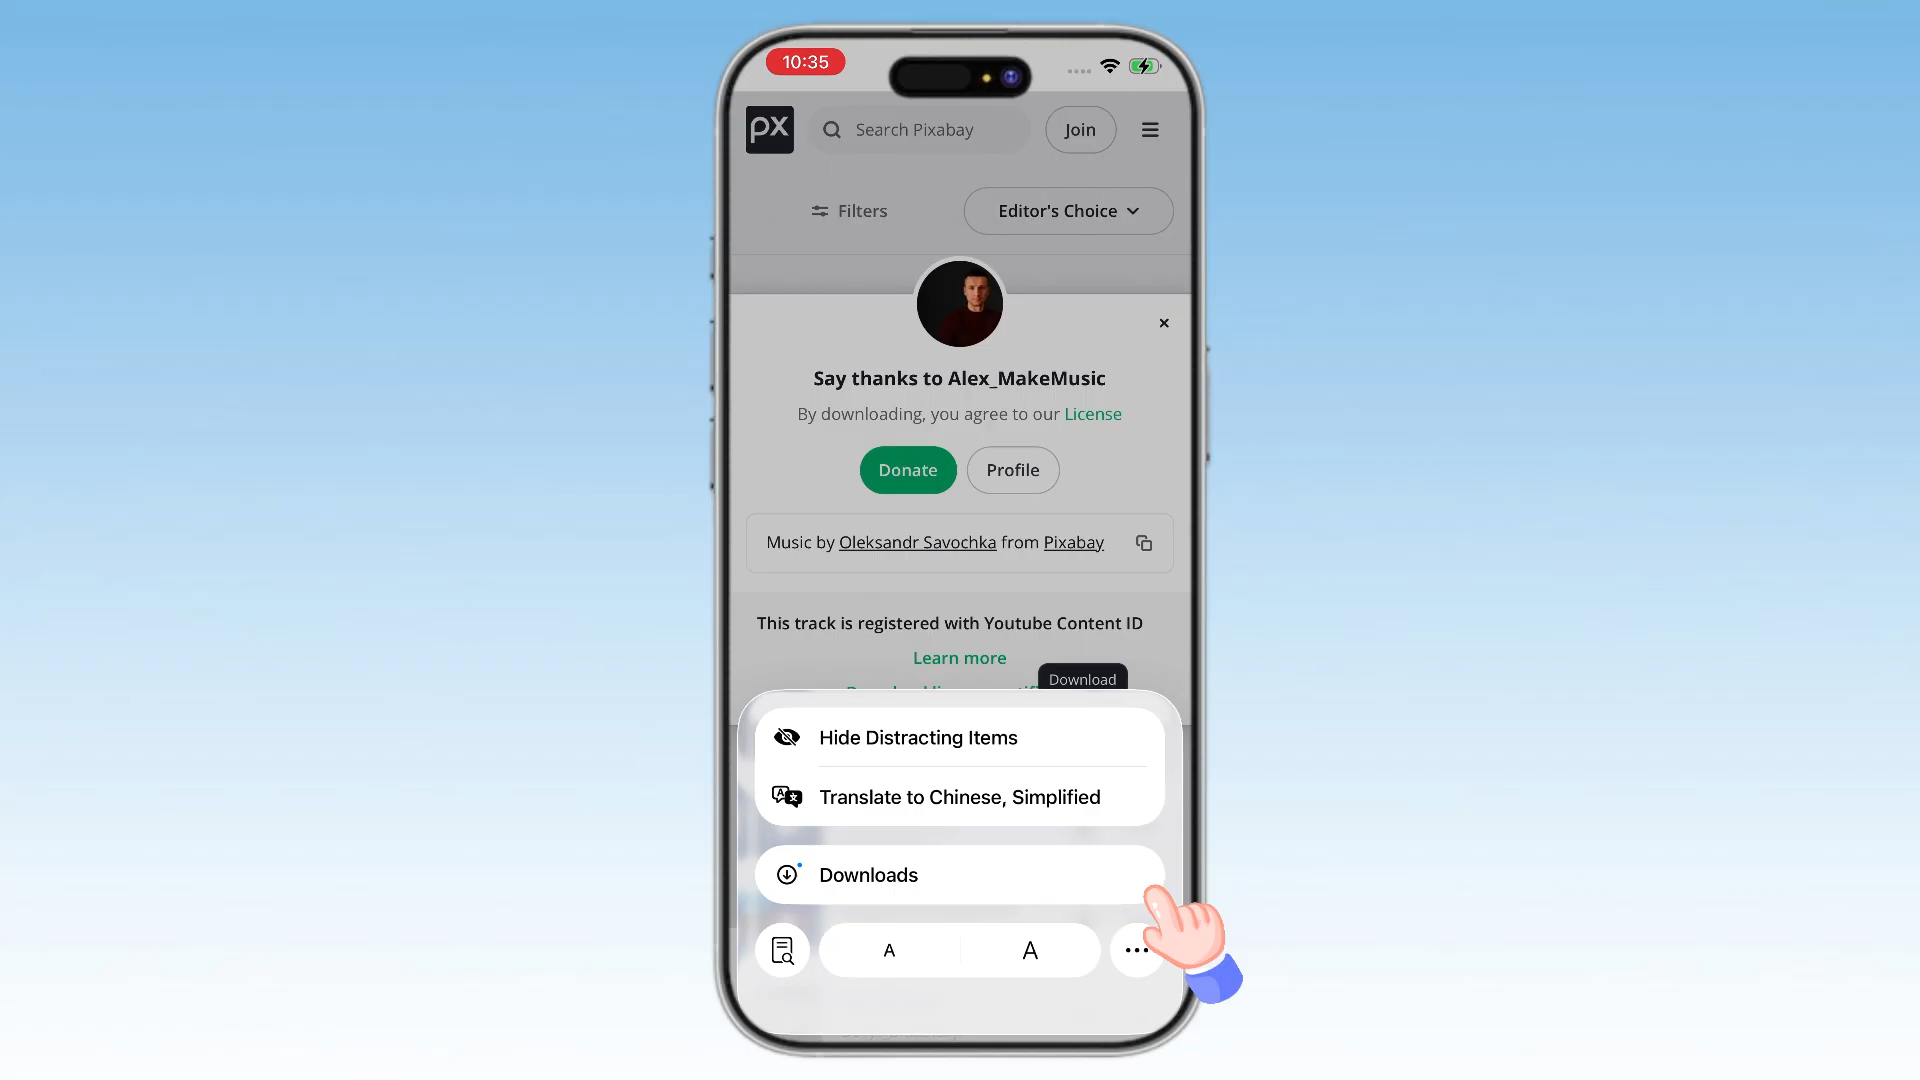 10:35
px
Search Pixabay
Join
Filters
Editor's Choice
Say thanks to Alex_MakeMusic
By downloading, you agree to our License
Donate
Profile
Music by Oleksandr Savochka from Pixabay
This track is registered with Youtube Content ID
Learn more
Download
Hide Distracting Items
Translate to Chinese, Simplified
Downloads
A
A